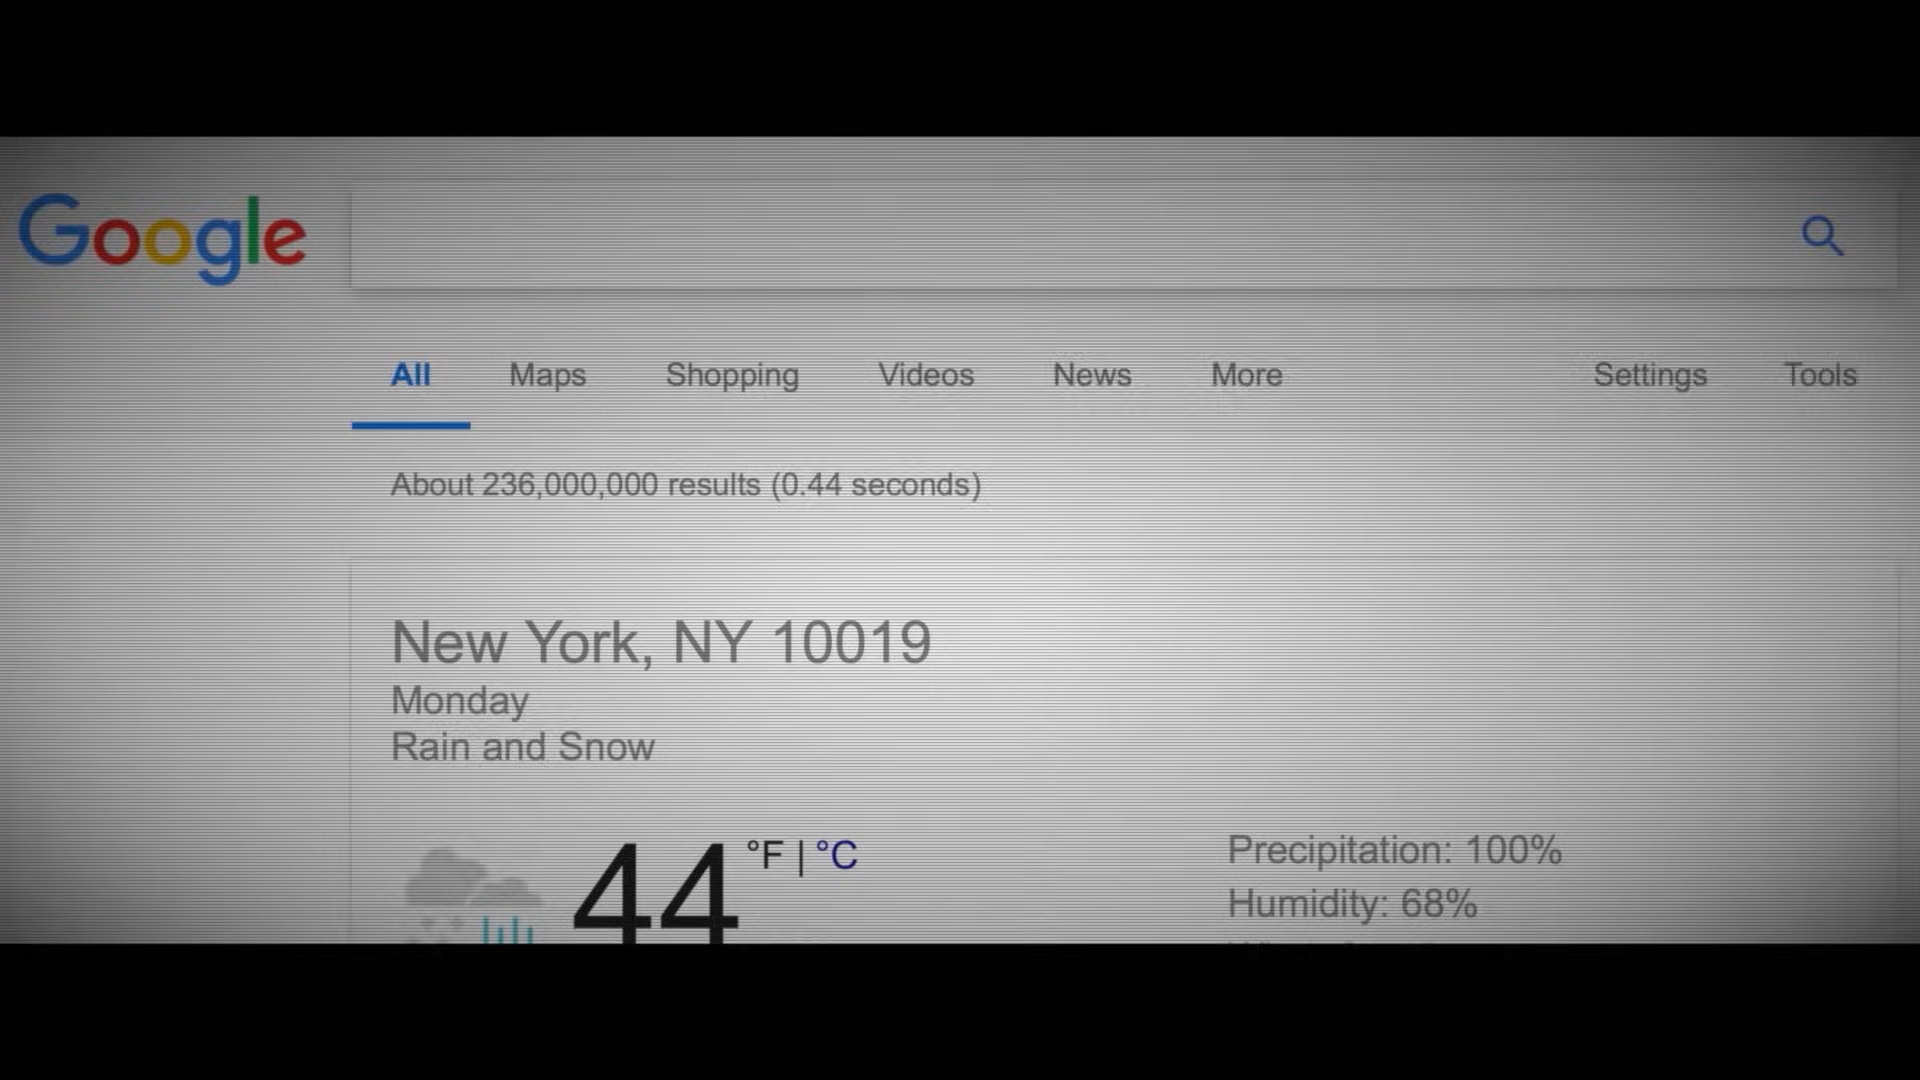 Google
All Maps Shopping Videos News More Settings Tools
About 236,000,000 results (0.44 seconds)
New York, NY 10019
Monday
Rain and Snow
44 °F | °C
Precipitation: 100%
Humidity: 68%